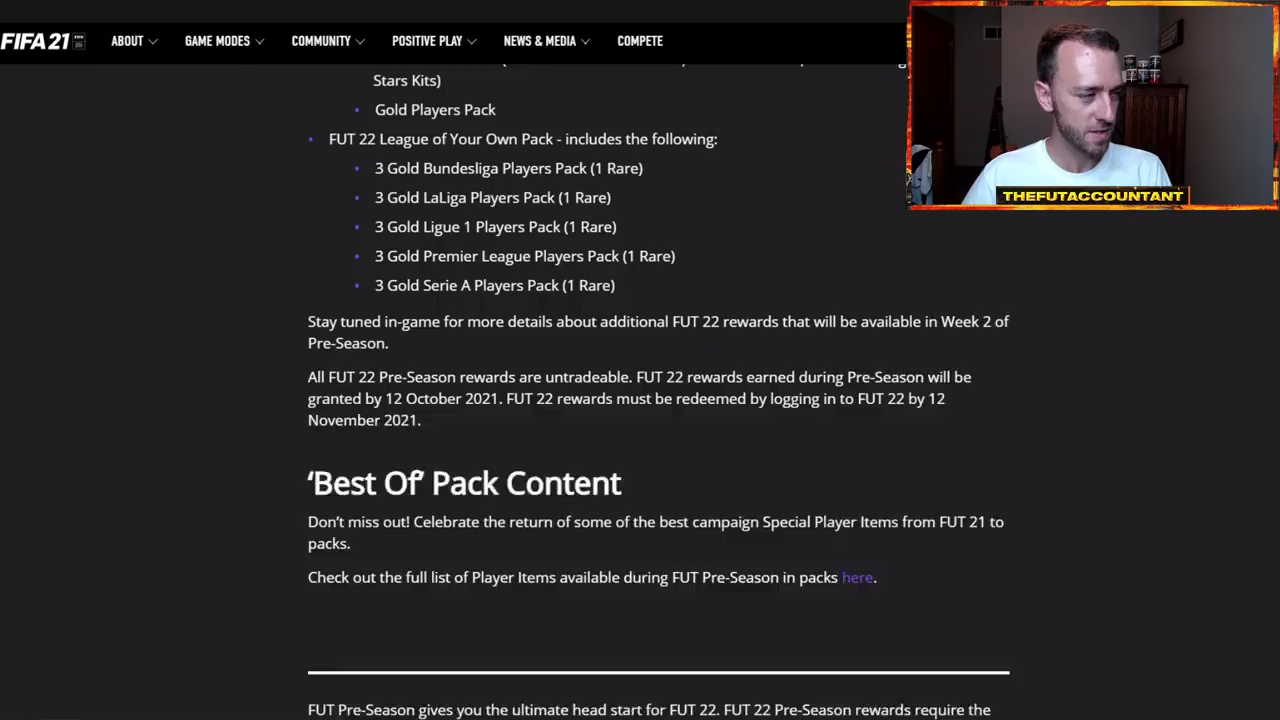 FIFA 21 ABOUT GAME MODES COMMUNITY POSITIVE PLAY NEWS & MEDIA COMPETE
Stars Kits)
• Gold Players Pack
• FUT 22 League of Your Own Pack - includes the following:
• 3 Gold Bundesliga Players Pack (1 Rare)
• 3 Gold LaLiga Players Pack (1 Rare)
• 3 Gold Ligue 1 Players Pack (1 Rare)
• 3 Gold Premier League Players Pack (1 Rare)
• 3 Gold Serie A Players Pack (1 Rare)
THEFUTACCOUNTANT
Stay tuned in-game for more details about additional FUT 22 rewards that will be available in Week 2 of
Pre-Season.
All FUT 22 Pre-Season rewards are untradeable. FUT 22 rewards earned during Pre-Season will be
granted by 12 October 2021. FUT 22 rewards must be redeemed by logging in to FUT 22 by 12
November 2021.
‘Best Of’ Pack Content
Don’t miss out! Celebrate the return of some of the best campaign Special Player Items from FUT 21 to
packs.
Check out the full list of Player Items available during FUT Pre-Season in packs here.
FUT Pre-Season gives you the ultimate head start for FUT 22. FUT 22 Pre-Season rewards require the